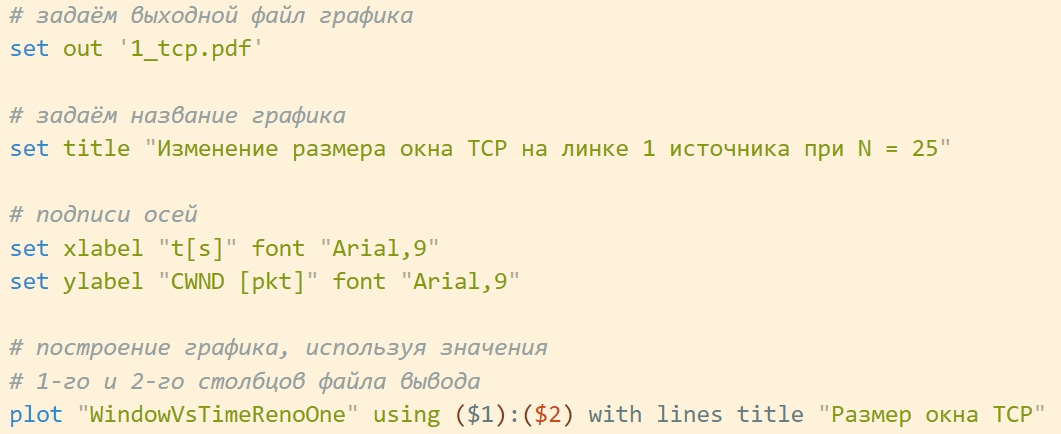 # задаём выходной файл графика
set out '1_tcp.pdf'
# задаём название графика
set title "Изменение размера окна TCP на линке 1 источника при N = 25"
# подписи осей
set xlabel "t[s]" font "Arial,9"
set ylabel "CWND [pkt]" font "Arial,9"
# построение графика, используя значения
# 1-го и 2-го столбцов файла вывода
plot "WindowVsTimeRenoOne" using ($1):($2) with lines title "Размер окна TCP"